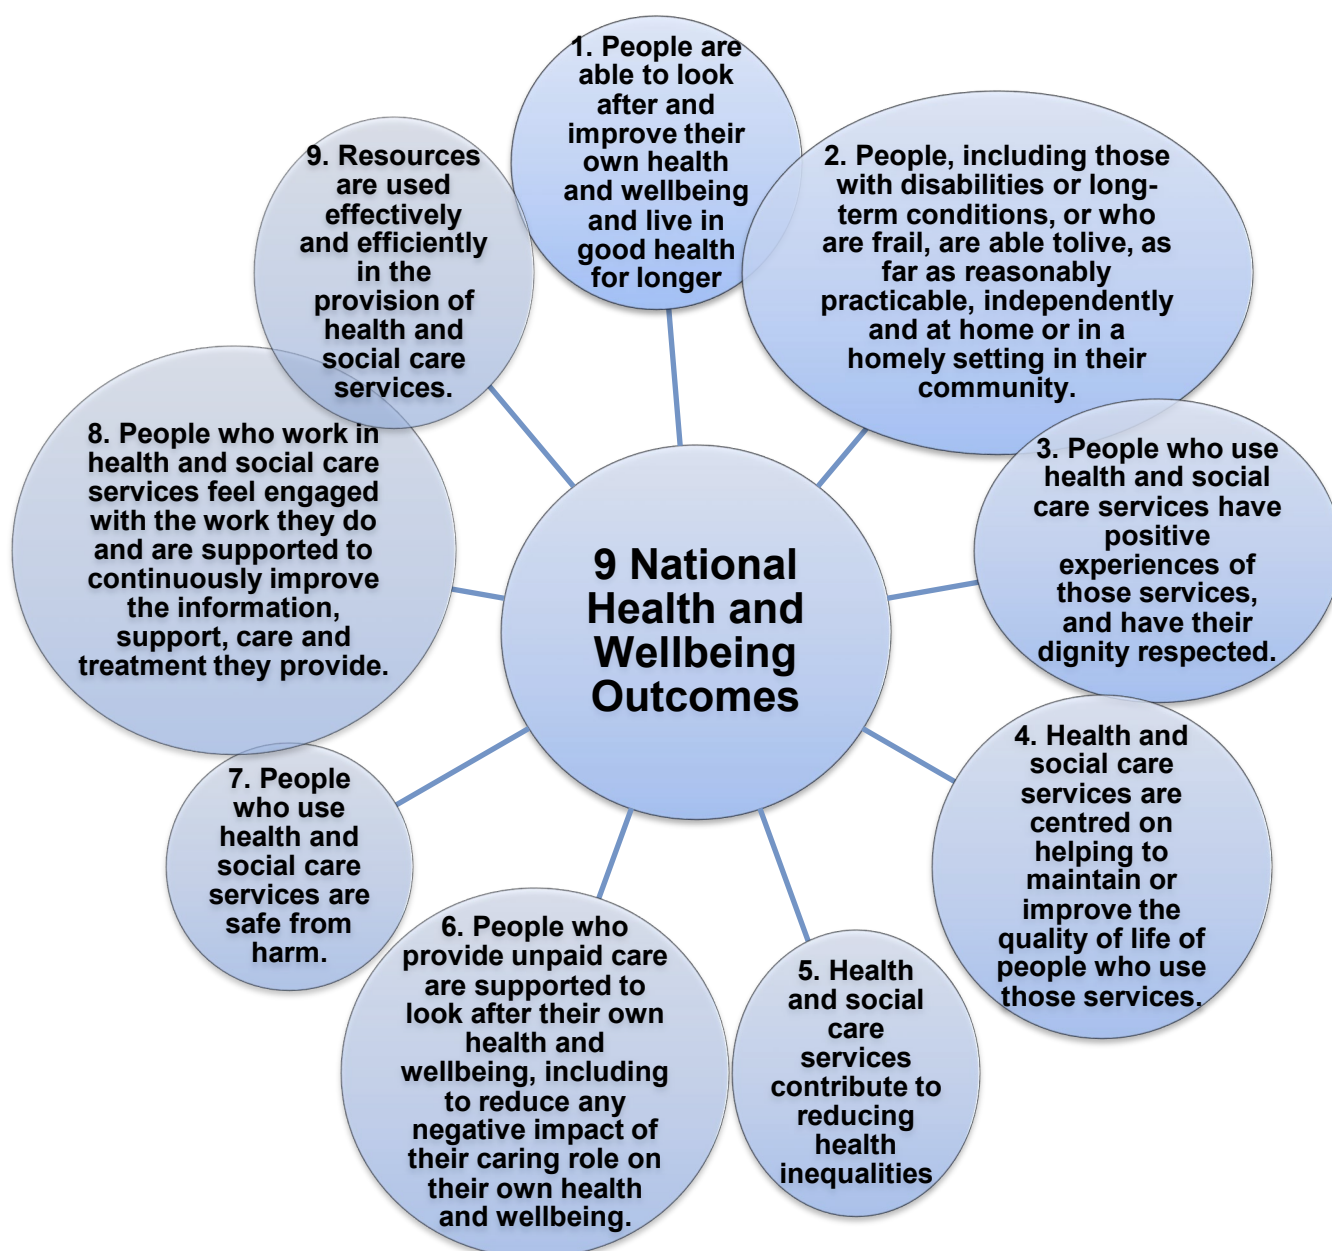 1. People are
able to look
after and
improve their
own health
and wellbeing
and live in
good health
for longer
2. People, including those
with disabilities or long-
term conditions, or who
are frail, are able tolive, as
far as reasonably
practicable, independently
and at home or in a
homely setting in their
community.
3. People who use
health and social
care services have
positive
experiences of
those services,
and have their
dignity respected.
4. Health and
social care
services are
centred on
helping to
maintain or
improve the
quality of life of
people who use
those services.
5. Health
and social
care
services
contribute to
reducing
health
inequalities
6. People who
provide unpaid care
are supported to
look after their own
health and
wellbeing, including
to reduce any
negative impact of
their caring role on
their own health
and wellbeing.
7. People
who use
health and
social care
services are
safe from
harm.
8. People who work in
health and social care
services feel engaged
with the work they do
and are supported to
continuously improve
the information,
support, care and
treatment they provide.
9. Resources
are used
effectively
and efficiently
in the
provision of
health and
social care
services.
9 National
Health and
Wellbeing
Outcomes